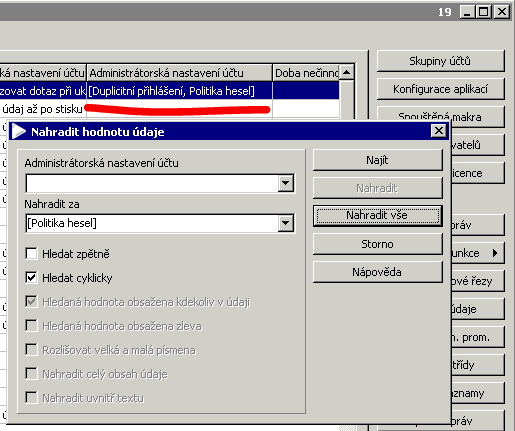 19
ká nastavení účtu Administrátorská nastavení účtu Doba nečinno
zovat dotaz při uk [Duplicitní přihlášení, Politika hesel]
údaj až po stisku
Skupiny účtů
Konfigurace aplikací
Spouštěná makra
vatelů
icence
práv
unkce
ové řezy
údaje
n. prom.
třídy
znamy
práv
Nahradit hodnotu údaje
Administrátorská nastavení účtu
Nahradit za
[Politika hesel]
Hledat zpětně
Hledat cyklicky
Hledaná hodnota obsažena kdekoliv v údaji
Hledaná hodnota obsažena zleva
Rozlišovat velká a malá písmena
Nahradit celý obsah údaje
Nahradit uvnitř textu
Najít
Nahradit
Nahradit vše
Storno
Nápověda